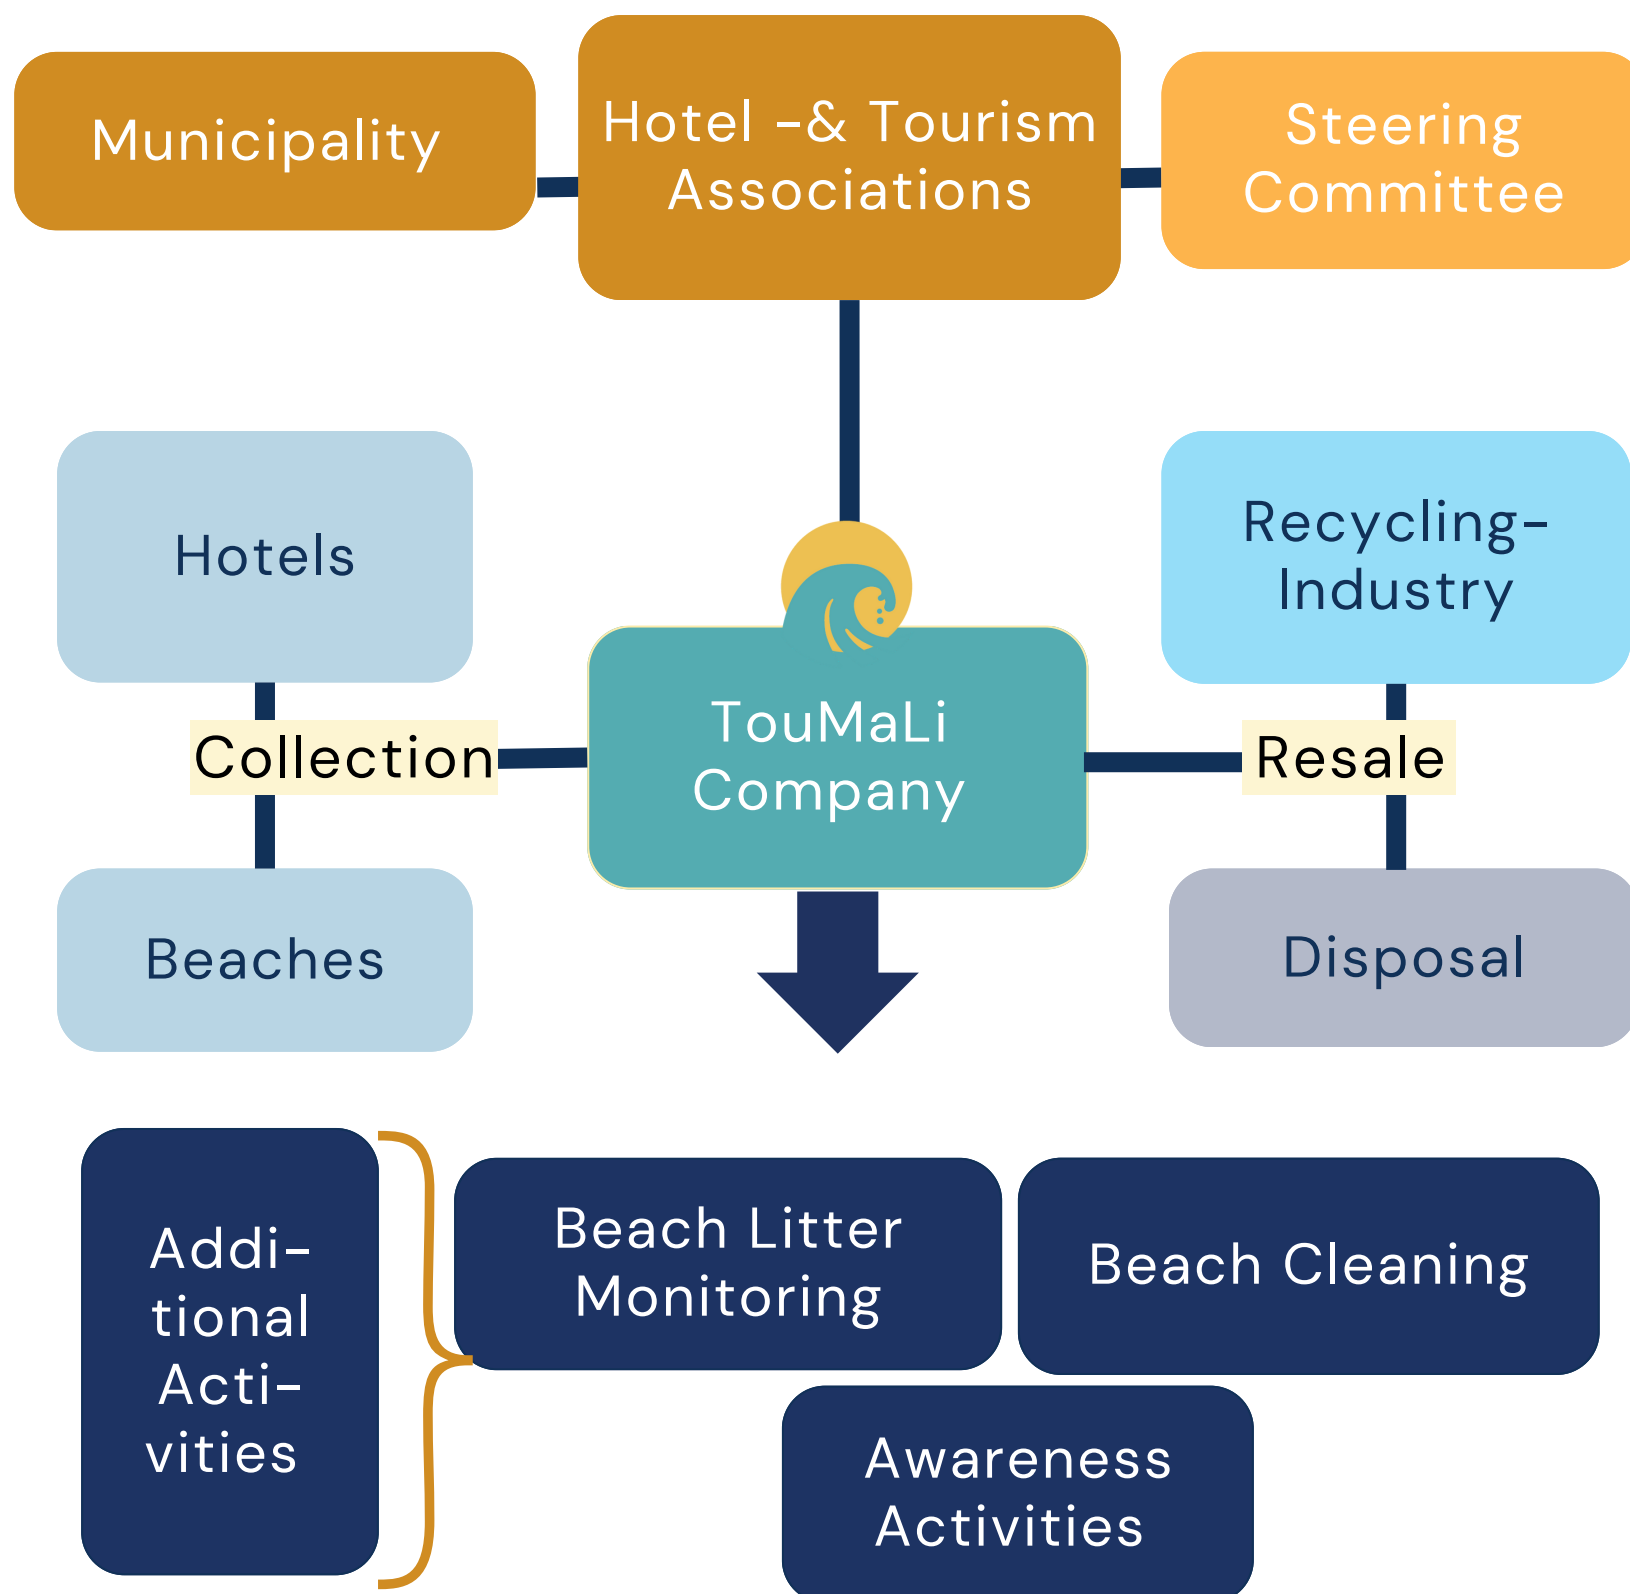 Municipality
Hotel -& Tourism
Associations
Steering
Committee
Hotels
Recycling-
Industry
Collection
TouMaLi
Company
Resale
Beaches
Disposal
Addi-
tional
Acti-
vities
Beach Litter
Monitoring
Beach Cleaning
Awareness
Activities